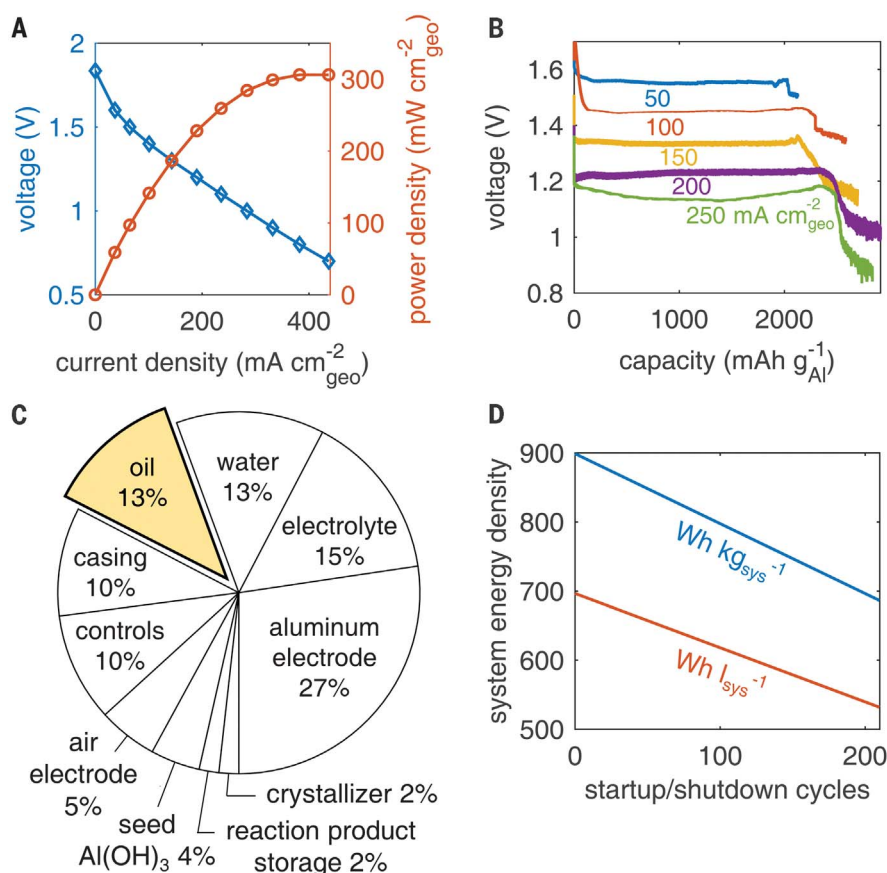 A
2
1.5
1
0.5
voltage (V)
0
200
400
current density (mA cm⁻²geo)
300
200
100
0
power density (mW cm⁻²geo)
B
1.6
1.4
1.2
1
0.8
voltage (V)
50
100
150
200
250 mA cm⁻²geo
0
1000
2000
capacity (mAh g⁻¹Al)
C
oil
13%
water
13%
electrolyte
15%
aluminum
electrode
27%
casing
10%
controls
10%
air
electrode
5%
seed
Al(OH)₃ 4%
crystallizer 2%
reaction product
storage 2%
D
900
800
700
600
500
system energy density
Wh kgsys⁻¹
Wh lsys⁻¹
0
100
200
startup/shutdown cycles